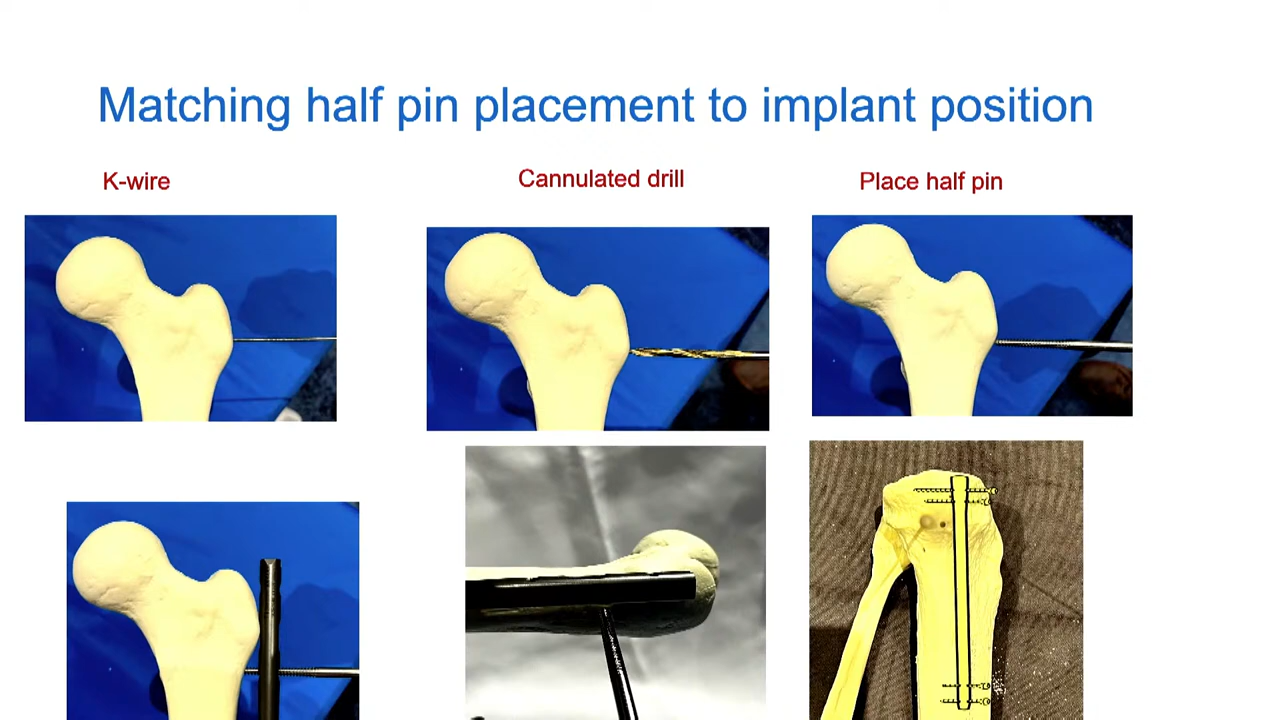 Matching half pin placement to implant position
K-wire
Cannulated drill
Place half pin